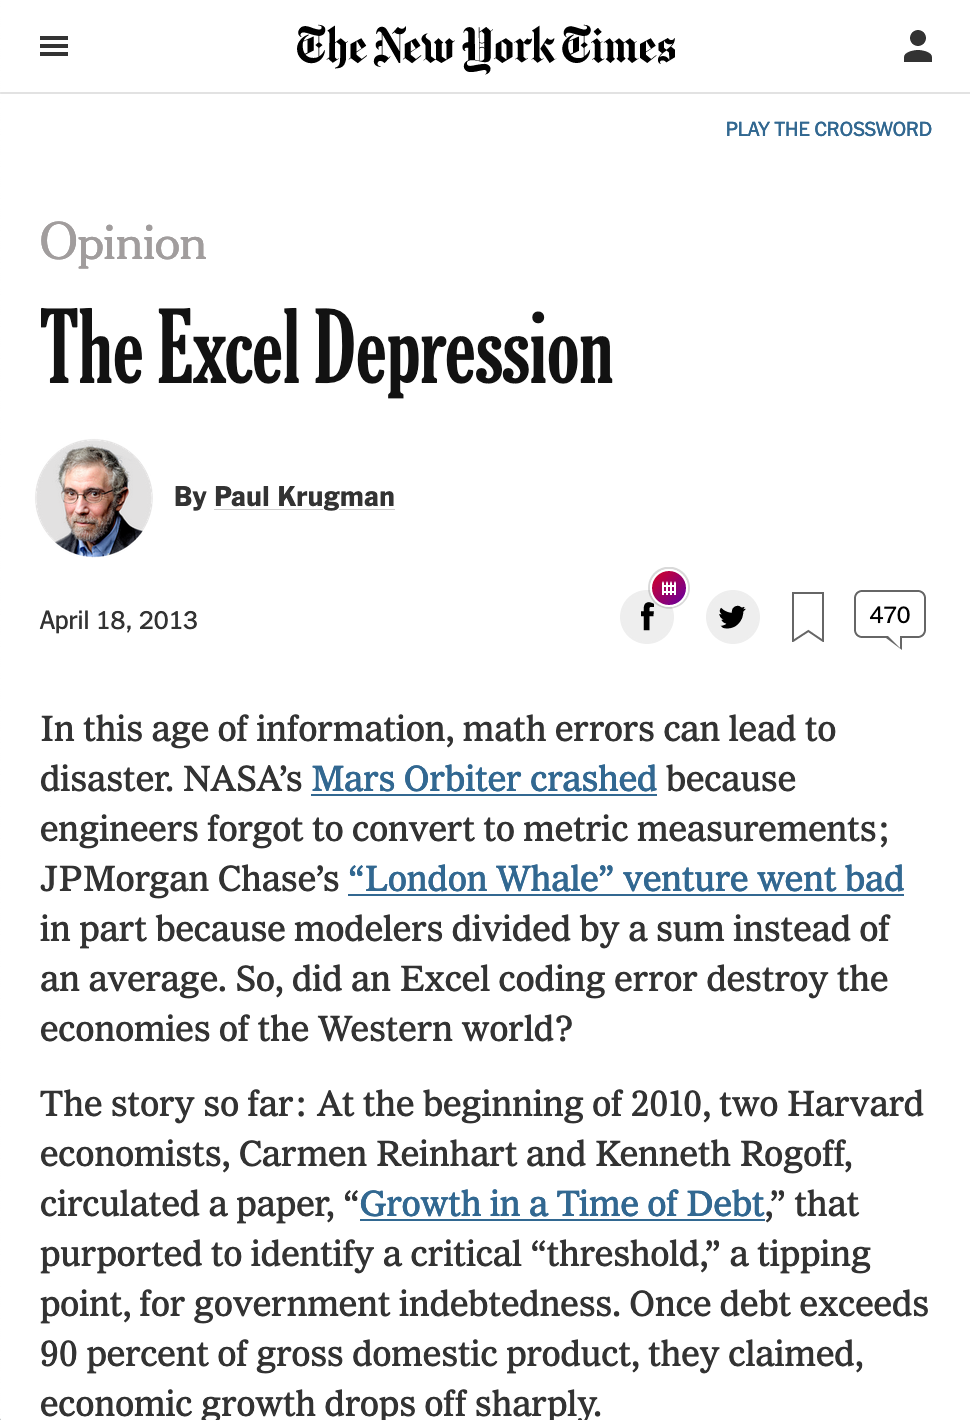 The New York Times
PLAY THE CROSSWORD
Opinion
The Excel Depression
By Paul Krugman
April 18, 2013
470
In this age of information, math errors can lead to
disaster. NASA’s Mars Orbiter crashed because
engineers forgot to convert to metric measurements;
JPMorgan Chase’s “London Whale” venture went bad
in part because modelers divided by a sum instead of
an average. So, did an Excel coding error destroy the
economies of the Western world?
The story so far: At the beginning of 2010, two Harvard
economists, Carmen Reinhart and Kenneth Rogoff,
circulated a paper, “Growth in a Time of Debt,” that
purported to identify a critical “threshold,” a tipping
point, for government indebtedness. Once debt exceeds
90 percent of gross domestic product, they claimed,
economic growth drops off sharply.